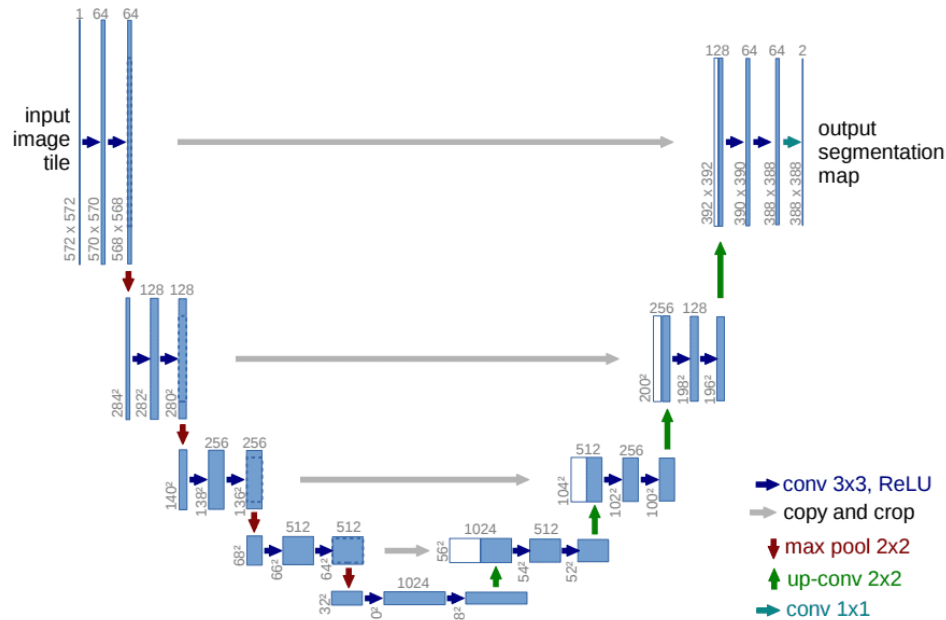 1
64
64
input
image
tile
572 x 572
570 x 570
568 x 568
128
64
64
2
392 x 392
390 x 390
388 x 388
388 x 388
output
segmentation
map
128
128
284²
282²
280²
256
128
200²
198²
196²
256
256
140²
138²
136²
512
256
104²
102²
100²
512
512
68²
66²
64²
1024
512
56²
54²
52²
1024
32²
0²
8²
conv 3x3, ReLU
copy and crop
max pool 2x2
up-conv 2x2
conv 1x1